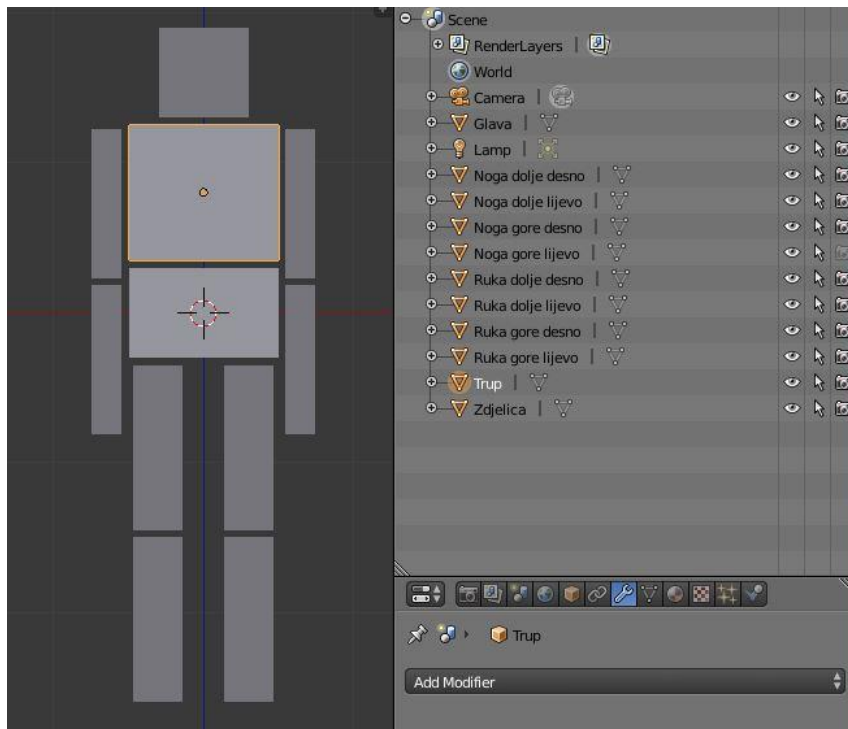 Scene
RenderLayers
World
Camera
Glava
Lamp
Noga dolje desno
Noga dolje lijevo
Noga gore desno
Noga gore lijevo
Ruka dolje desno
Ruka dolje lijevo
Ruka gore desno
Ruka gore lijevo
Trup
Zdjelica
Trup
Add Modifier